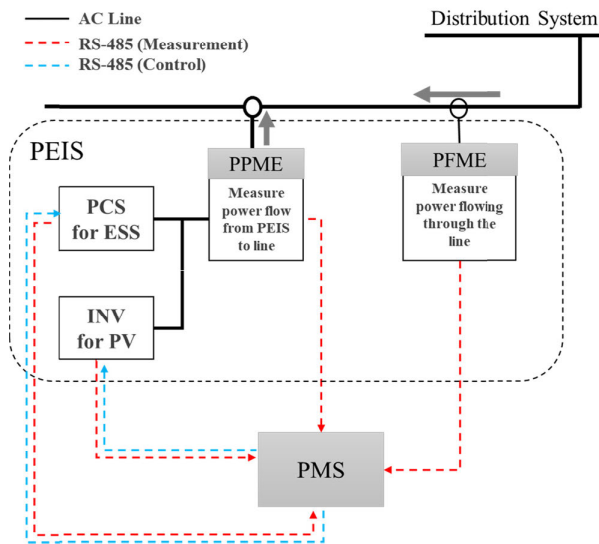 AC Line
RS-485 (Measurement)
RS-485 (Control)
Distribution System
PEIS
PPME
Measure
power flow
from PEIS
to line
PFME
Measure
power flowing
through the
line
PCS
for ESS
INV
for PV
PMS